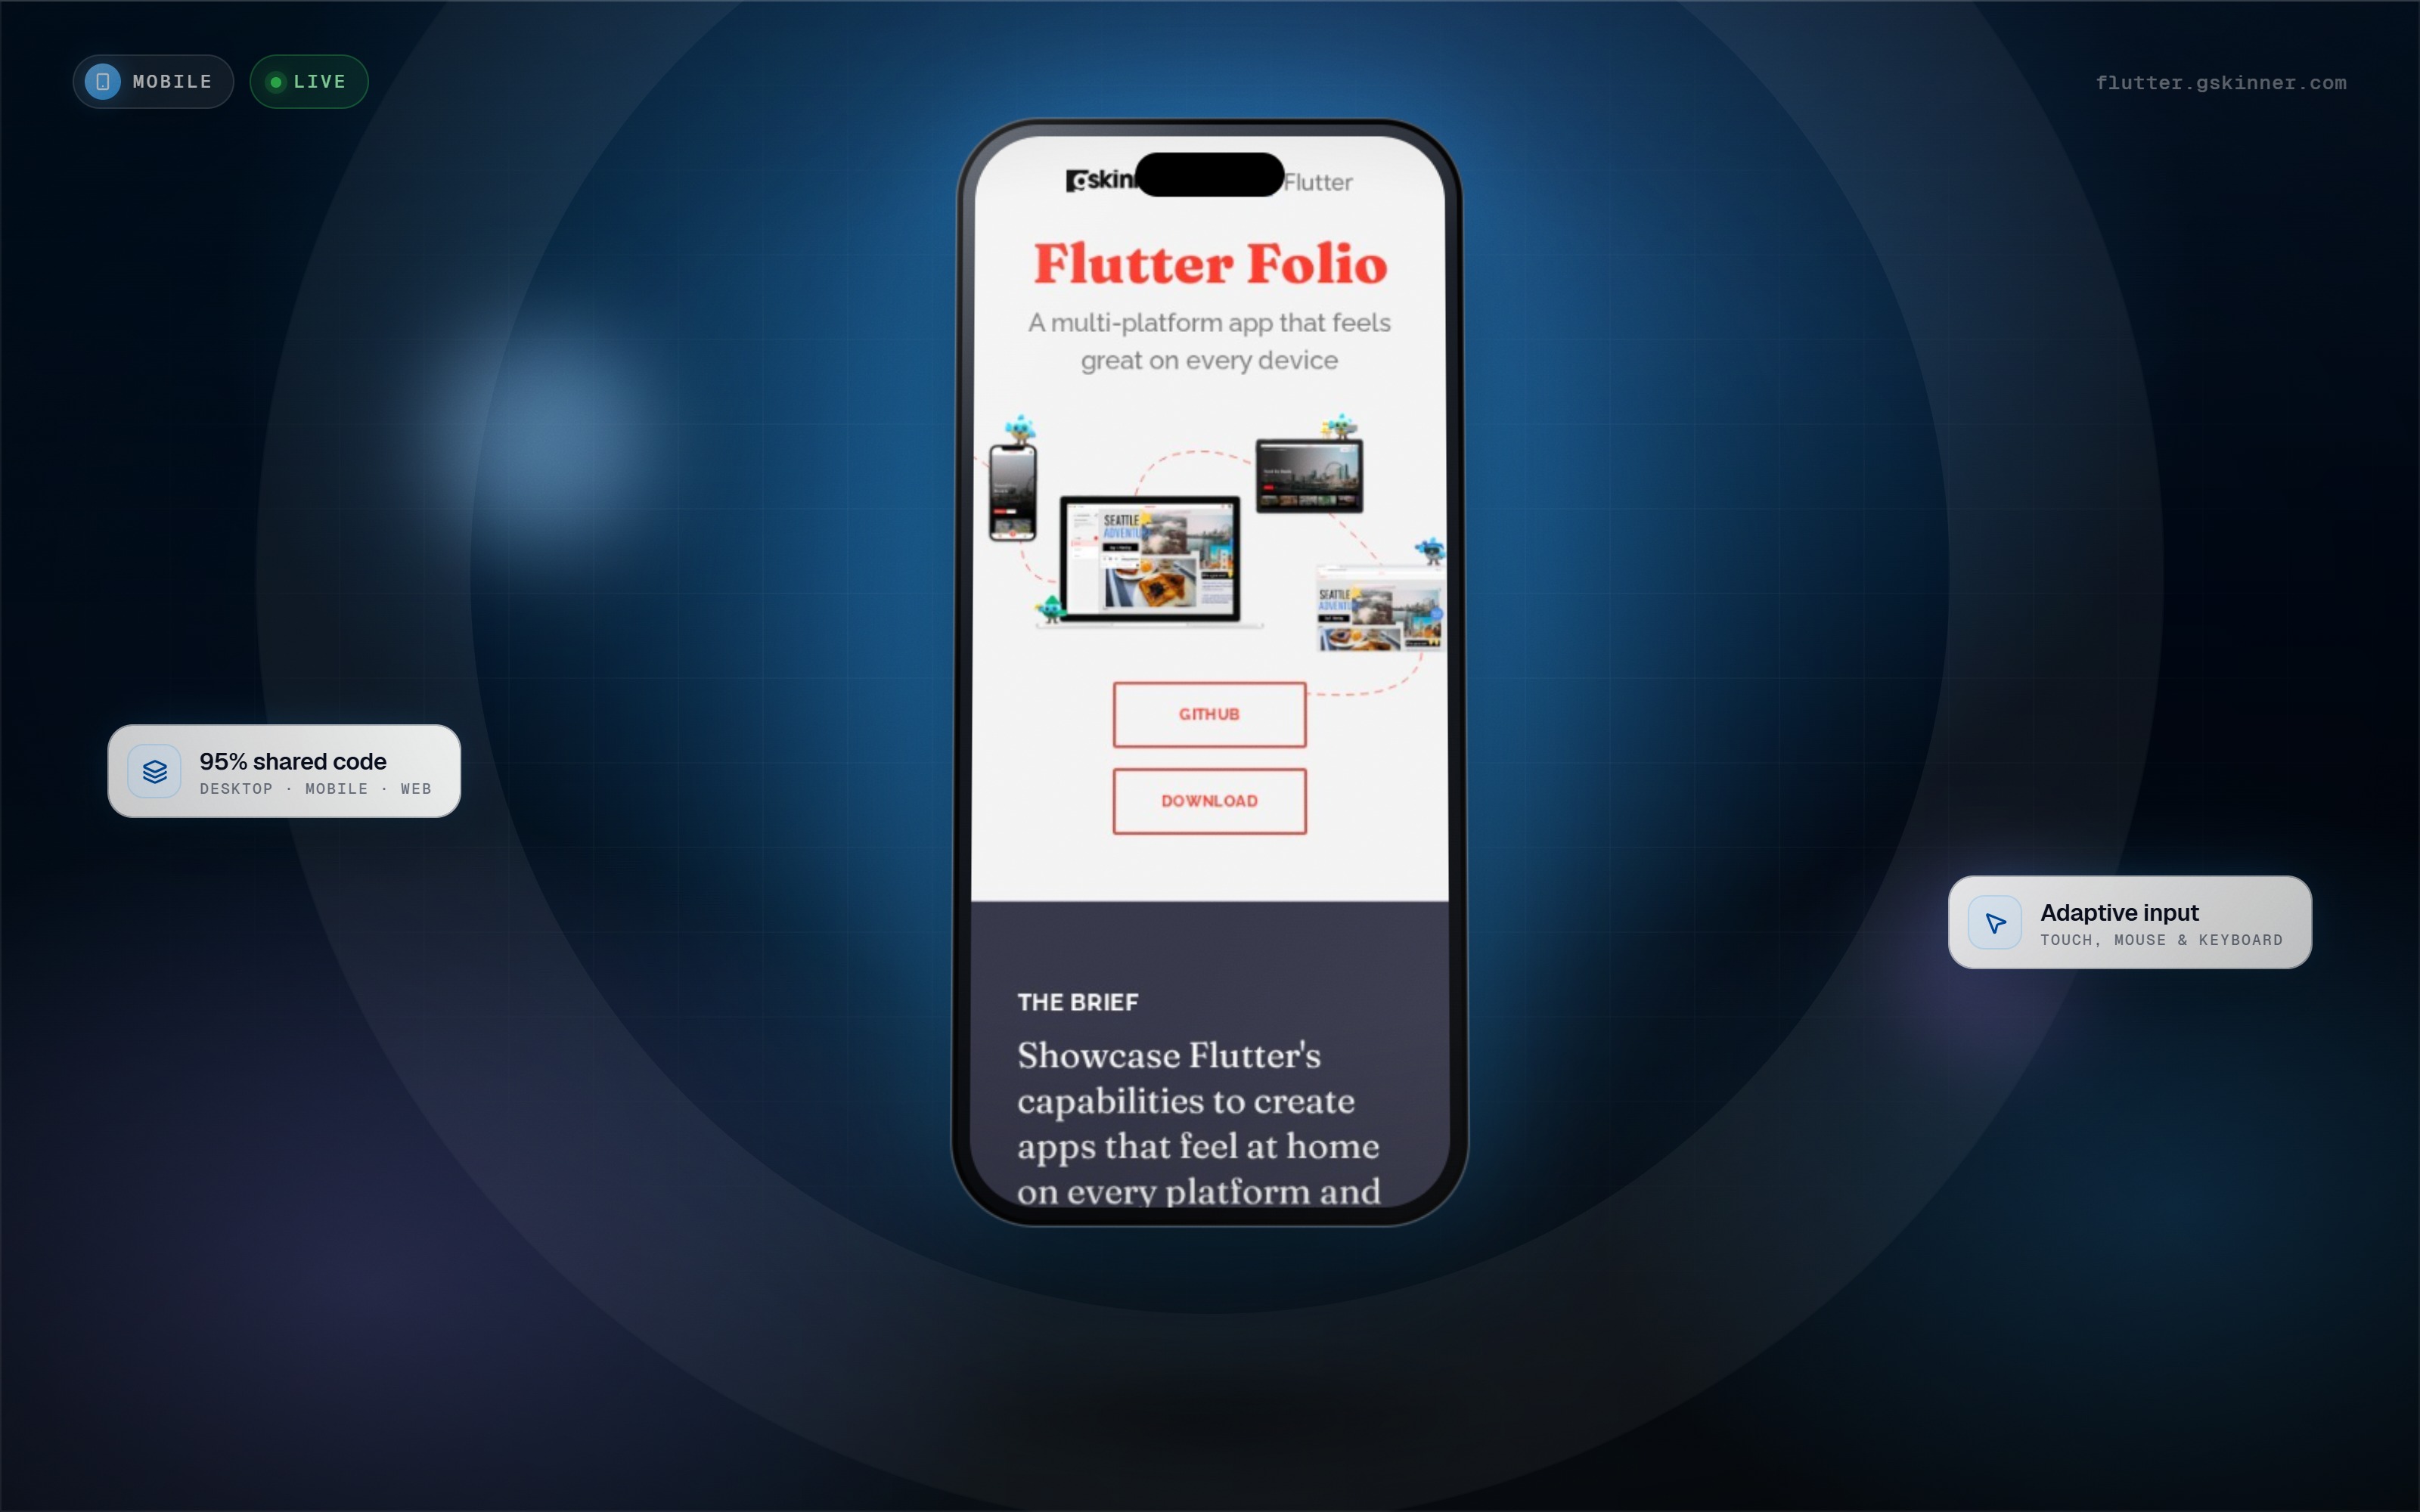 MOBILE
LIVE
flutter.gskinner.com
Flutter
Flutter Folio
A multi-platform app that feels
great on every device
SEATTLE
SEATTLE
GITHUB
DOWNLOAD
95% shared code
DESKTOP · MOBILE · WEB
Adaptive input
TOUCH, MOUSE & KEYBOARD
THE BRIEF
Showcase Flutter's
capabilities to create
apps that feel at home
on every platform and